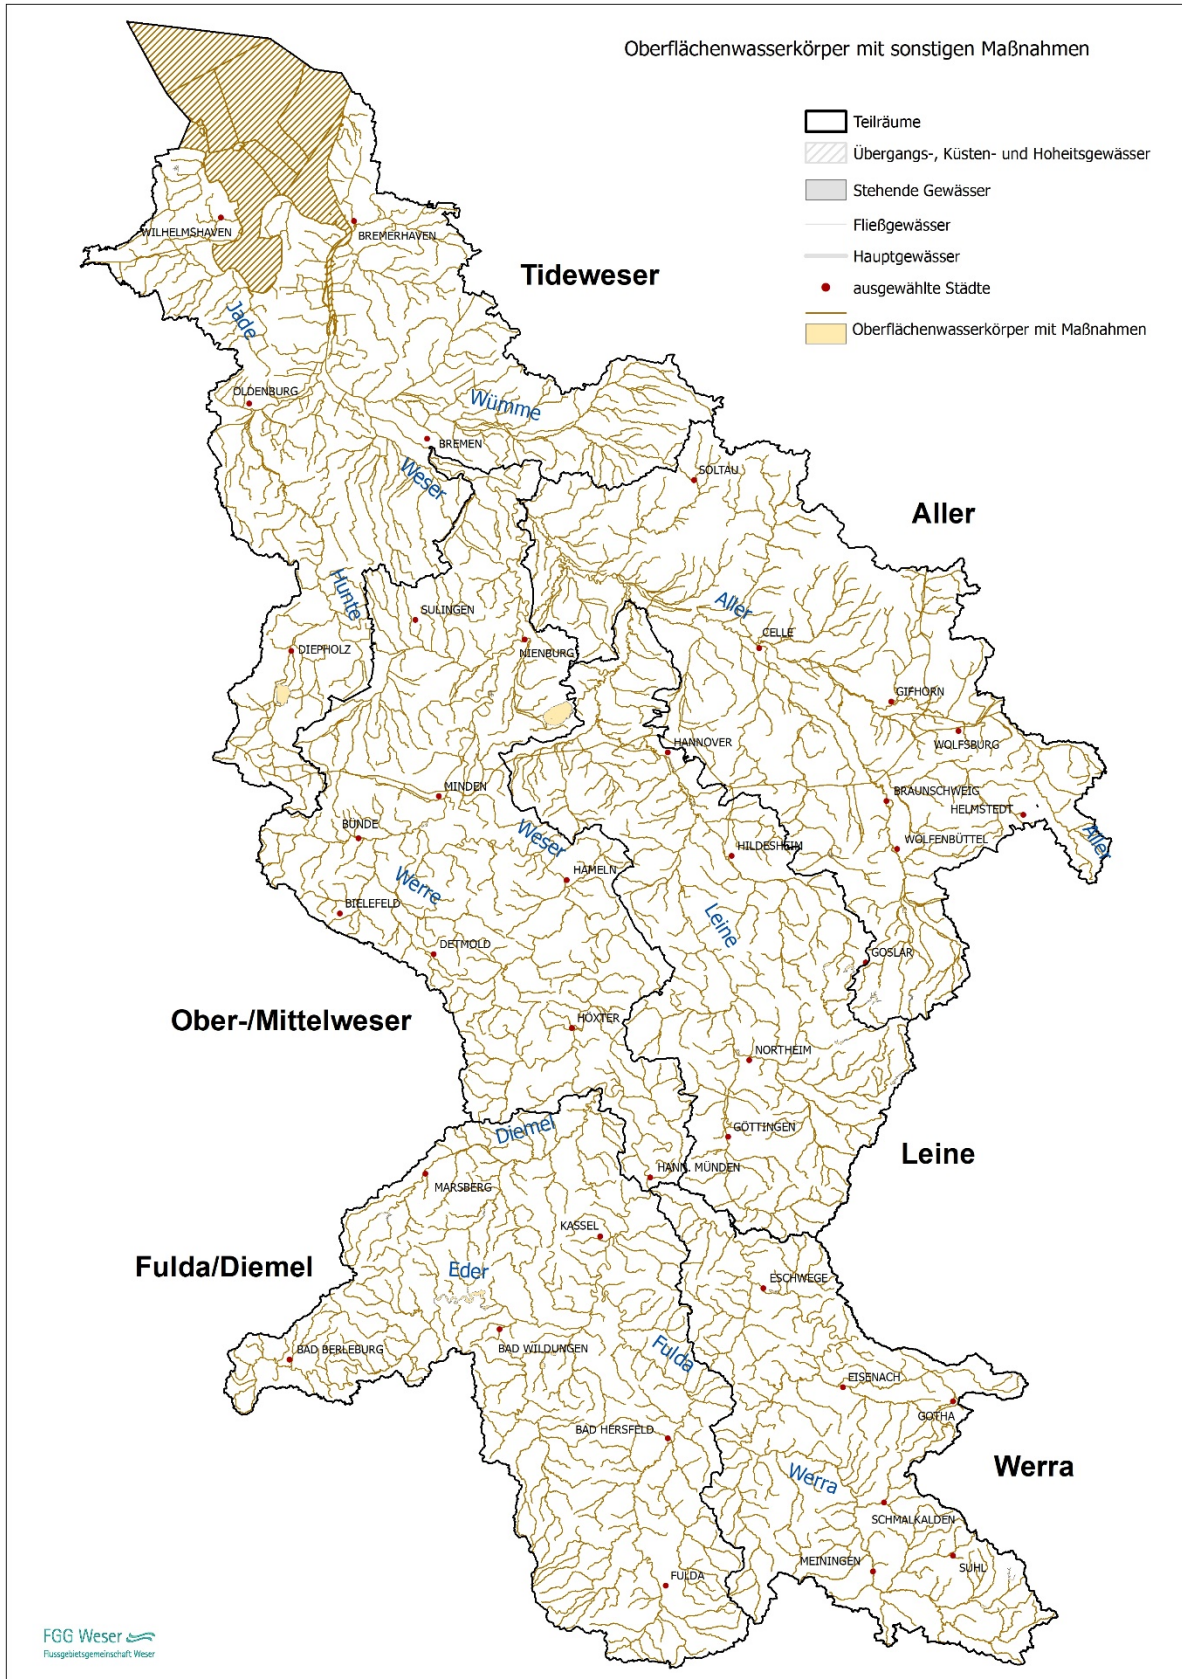 Oberflächenwasserkörper mit sonstigen Maßnahmen
Teilräume
Übergangs-, Küsten- und Hoheitsgewässer
Stehende Gewässer
Fließgewässer
Hauptgewässer
ausgewählte Städte
Oberflächenwasserkörper mit Maßnahmen
WILHELMSHAVEN
BREMERHAVEN
Tideweser
Jade
OLDENBURG
Wümme
BREMEN
Weser
SOLTAU
Aller
Hunte
SULINGEN
Aller
CELLE
DIEPHOLZ
NIENBURG
GIFHORN
WOLFSBURG
HANNOVER
MINDEN
BRAUNSCHWEIG
HELMSTEDT
BÜNDE
Weser
HILDESHEIM
WOLFENBÜTTEL
Aller
Werre
HAMELN
BIELEFELD
Leine
DETMOLD
GOSLAR
Ober-/Mittelweser
HÖXTER
NORTHEIM
Diemel
GÖTTINGEN
Leine
HANN. MÜNDEN
MARSBERG
KASSEL
Fulda/Diemel
Eder
ESCHWEGE
BAD BERLEBURG
BAD WILDUNGEN
Fulda
EISENACH
GOTHA
BAD HERSFELD
Werra
Werra
SCHMALKALDEN
MEININGEN
SUHL
FULDA
FGG Weser
Flussgebietsgemeinschaft Weser